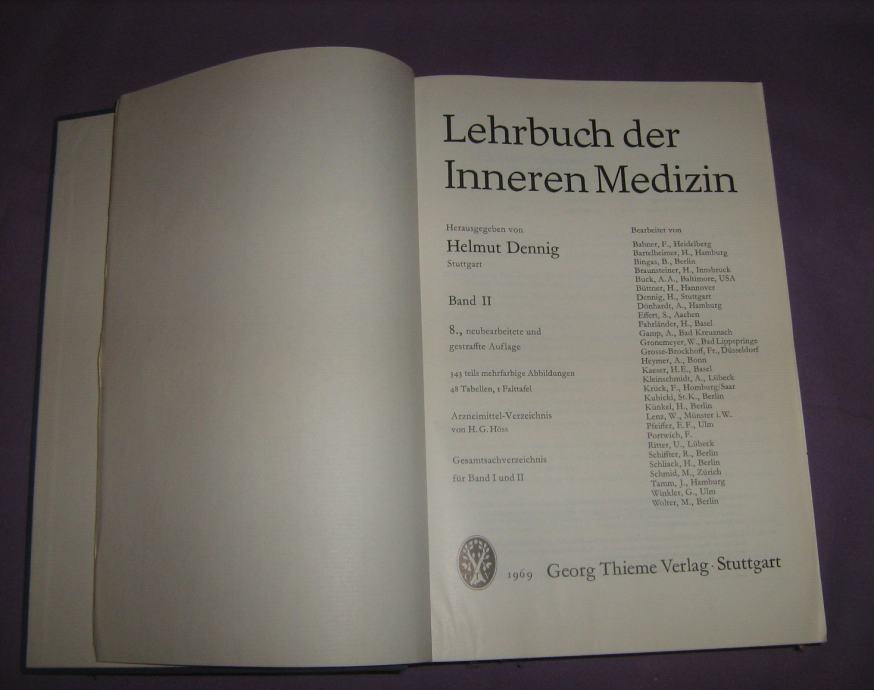 Lehrbuch der
Inneren Medizin
Herausgegeben von
Helmut Dennig
Stuttgart
Band II
8., neubearbeitete und
gestraffte Auflage
343 teils mehrfarbige Abbildungen
48 Tabellen, 1 Falttafel
Arzneimittel-Verzeichnis
von H. G. Höss
Gesamtsachverzeichnis
für Band I und II
Bearbeitet von
Bahner, F., Heidelberg
Bartelheimer, H., Hamburg
Bingas, B., Berlin
Braunsteiner, H., Innsbruck
Buck, A.A., Baltimore, USA
Büttner, H., Hannover
Dennig, H., Stuttgart
Dönhardt, A., Hamburg
Effert, S., Aachen
Fahrländer, H., Basel
Gamp, A., Bad Kreuznach
Gronemeyer, W., Bad Lippspringe
Grosse-Brockhoff, Fr., Düsseldorf
Heymer, A., Bonn
Kaeser, H.E., Basel
Kleinschmidt, A., Lübeck
Krück, F., Homburg/Saar
Kubicki, St.K., Berlin
Künkel, H., Berlin
Lenz, W., Münster i.W.
Pfeiffer, E.F., Ulm
Portwich, F.
Ritter, U., Lübeck
Schiffter, R., Berlin
Schliack, H., Berlin
Schmid, M., Zürich
Tamm, J., Hamburg
Winkler, G., Ulm
Wolter, M., Berlin
1969 Georg Thieme Verlag · Stuttgart